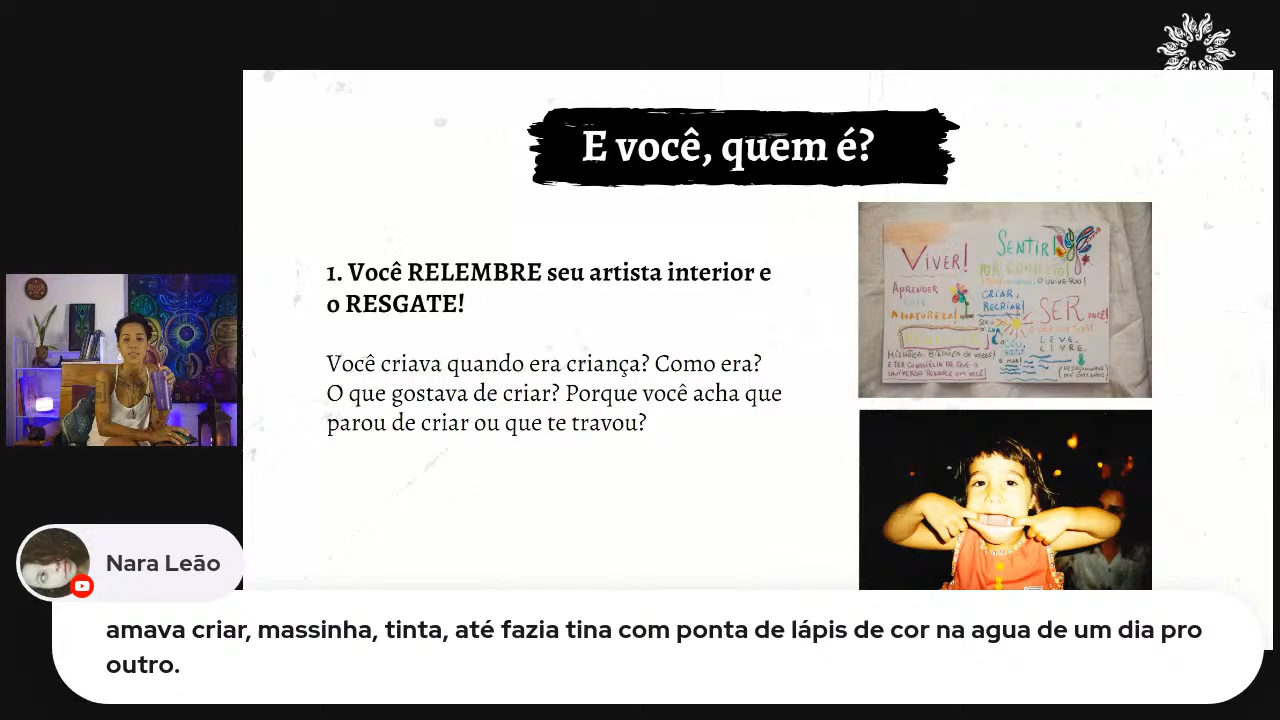 E você, quem é?
1. Você RELEMBRE seu artista interior e
o RESGATE!
Você criava quando era criança? Como era?
O que gostava de criar? Porque você acha que
parou de criar ou que te travou?
VIVER!
SENTIR!
APRENDER
A NATUREZA!
CRIAR,
RECRIAR!
SER VOCÊ!
LEVE,
LIVRE.
Nara Leão
amava criar, massinha, tinta, até fazia tina com ponta de lápis de cor na agua de um dia pro
outro.